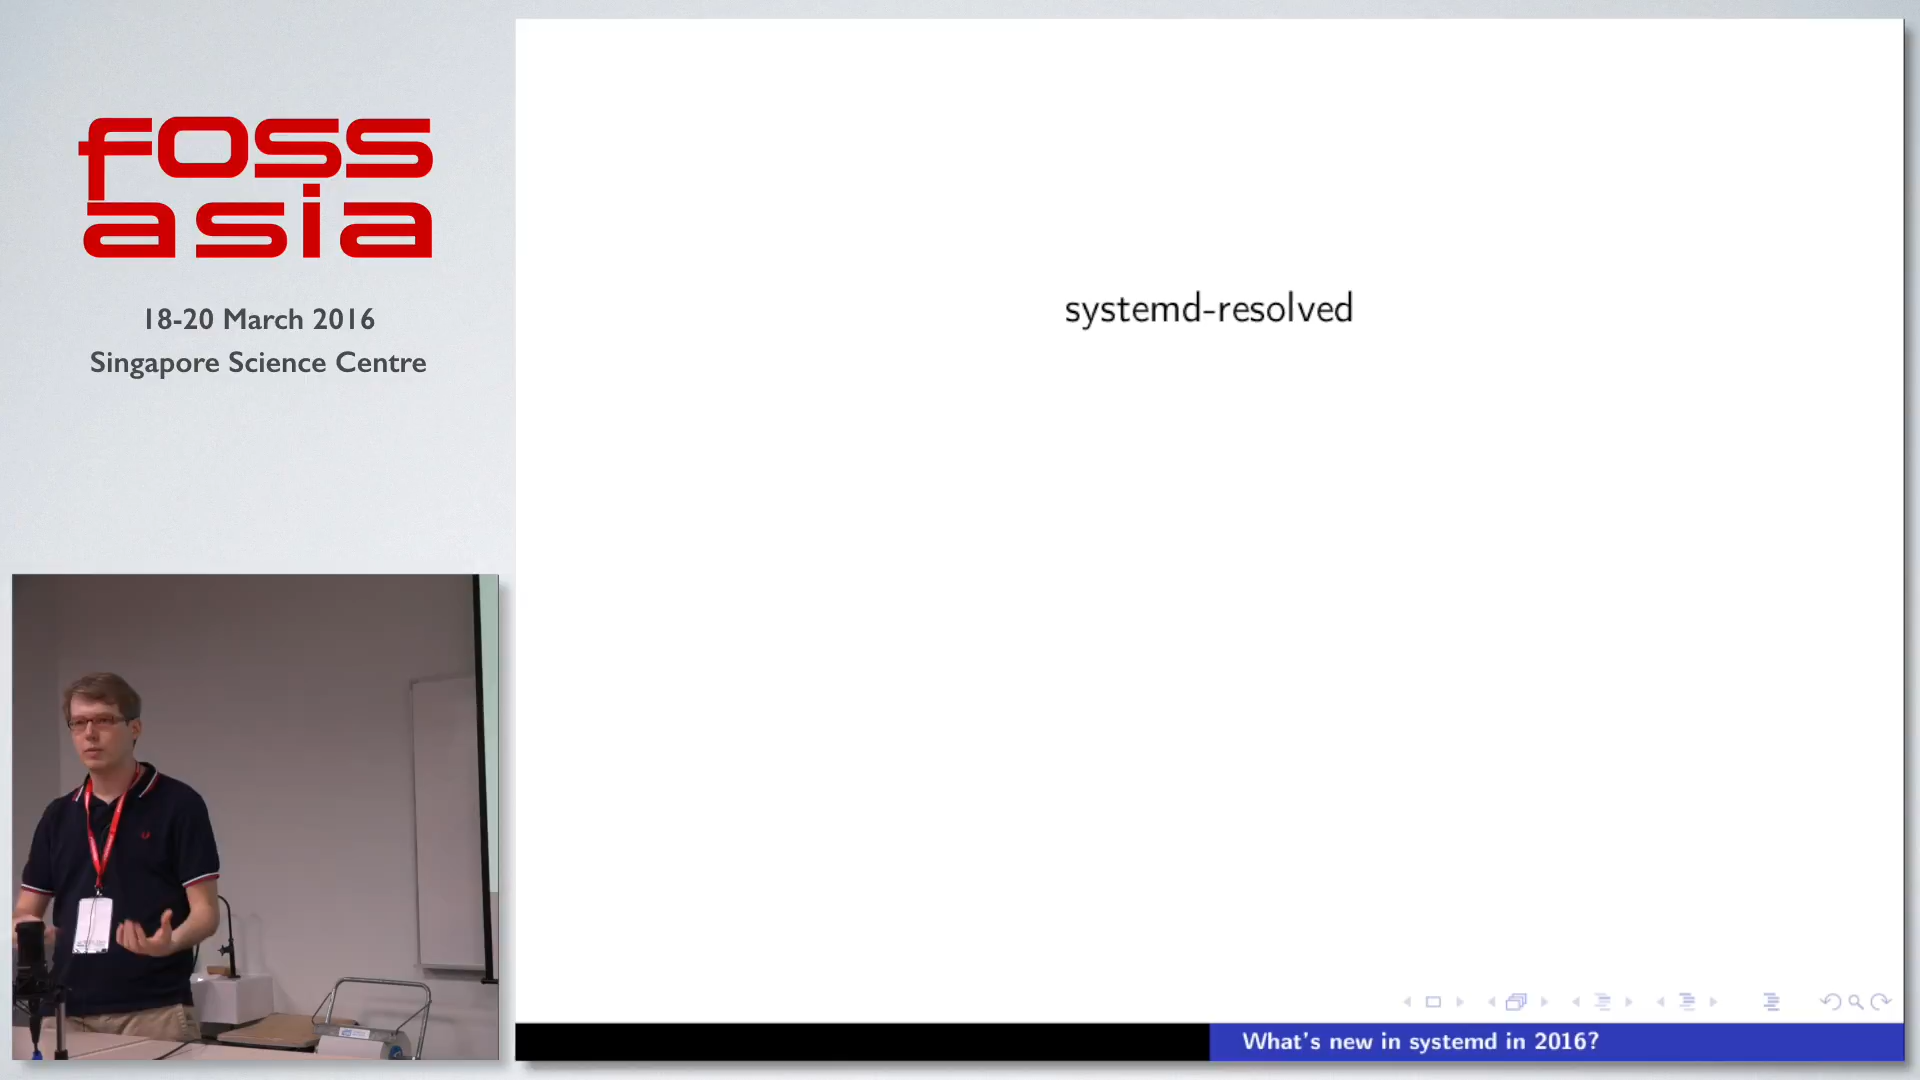 foss
asia
18-20 March 2016
Singapore Science Centre
systemd-resolved
What's new in systemd in 2016?